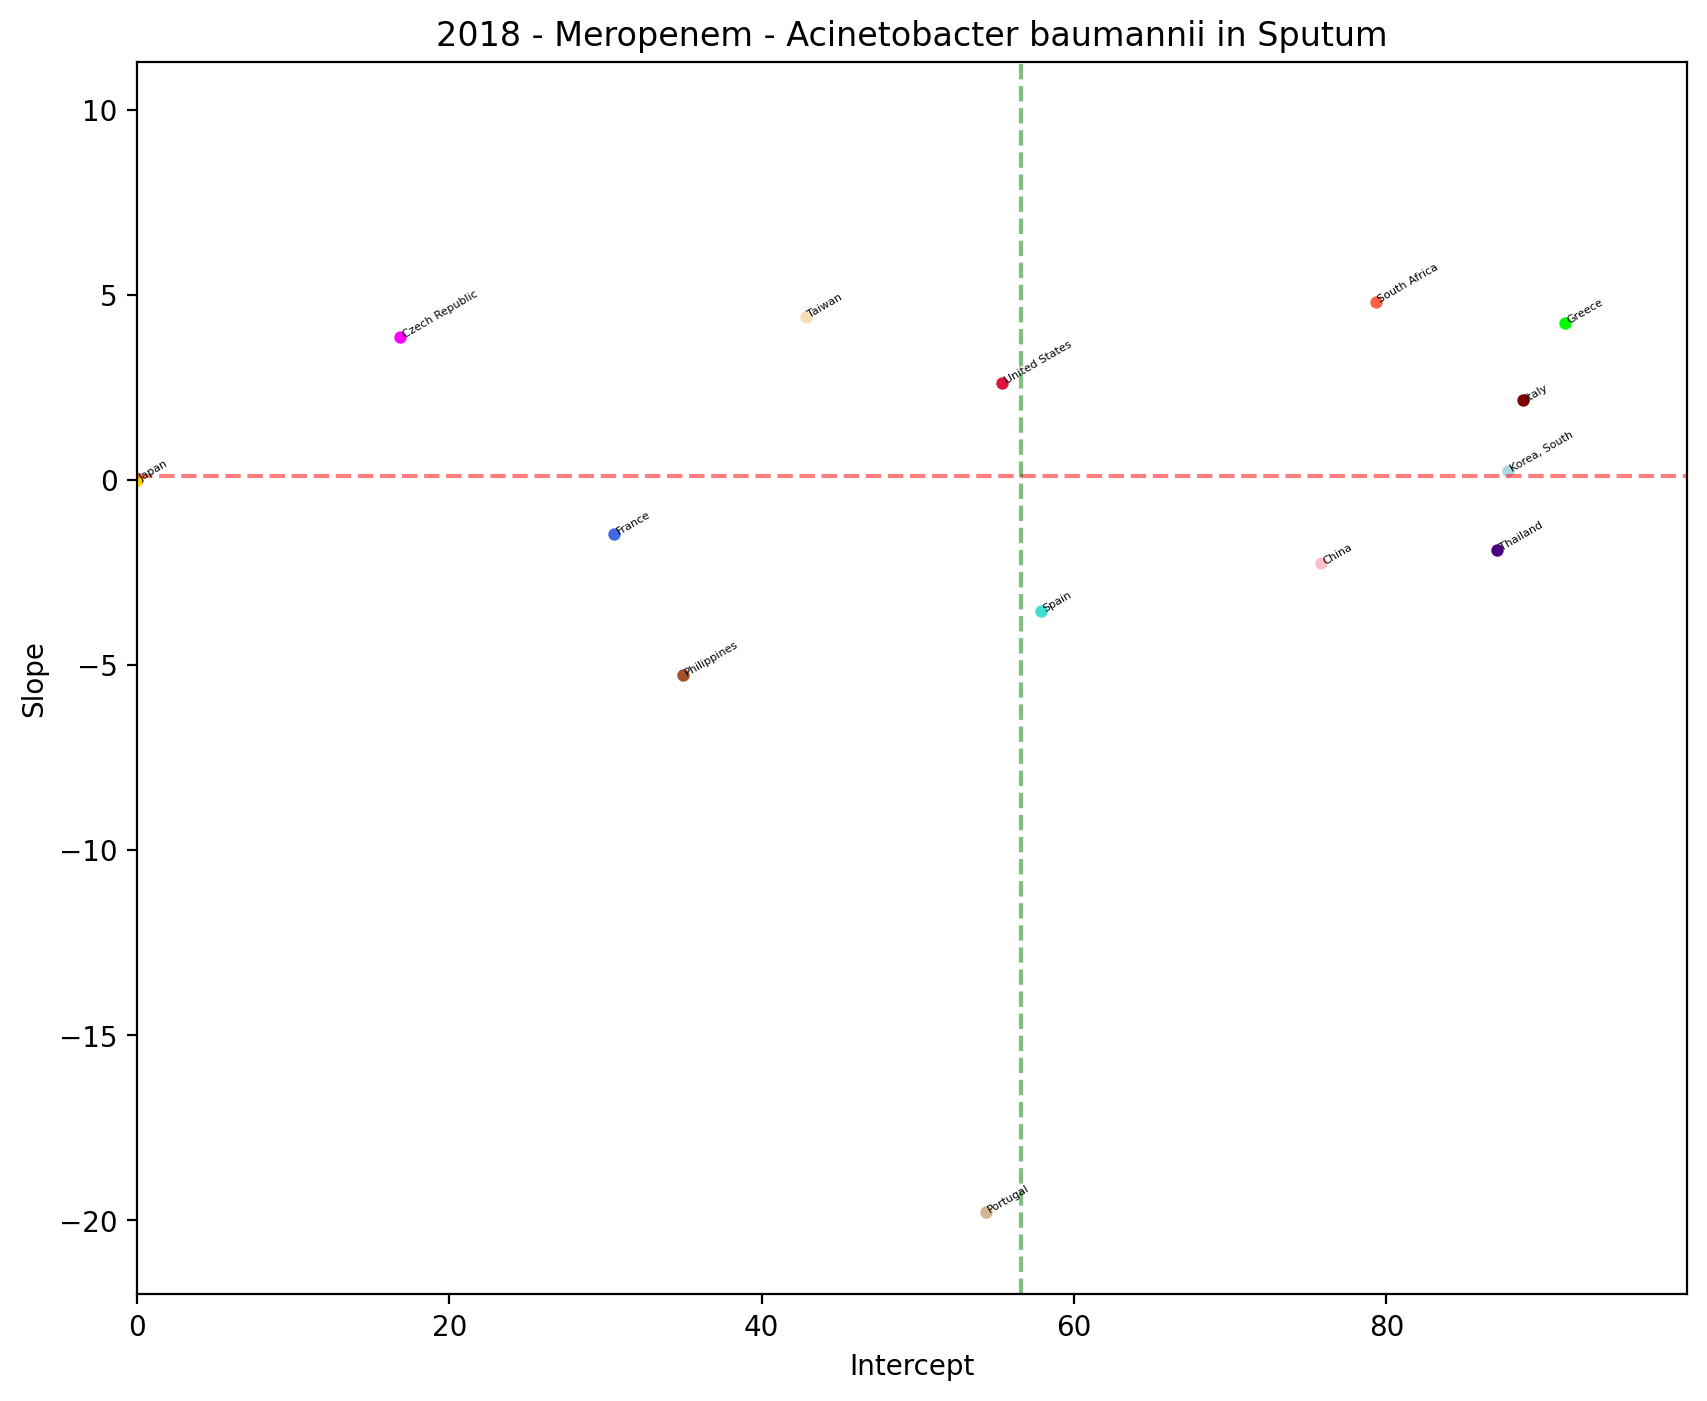 2018 - Meropenem - Acinetobacter baumannii in Sputum
10
5
0
−5
−10
−15
−20
Slope
South Africa
Greece
Taiwan
Czech Republic
United States
Italy
Korea, South
Japan
France
Thailand
China
Spain
Philippines
Portugal
0
20
40
60
80
Intercept